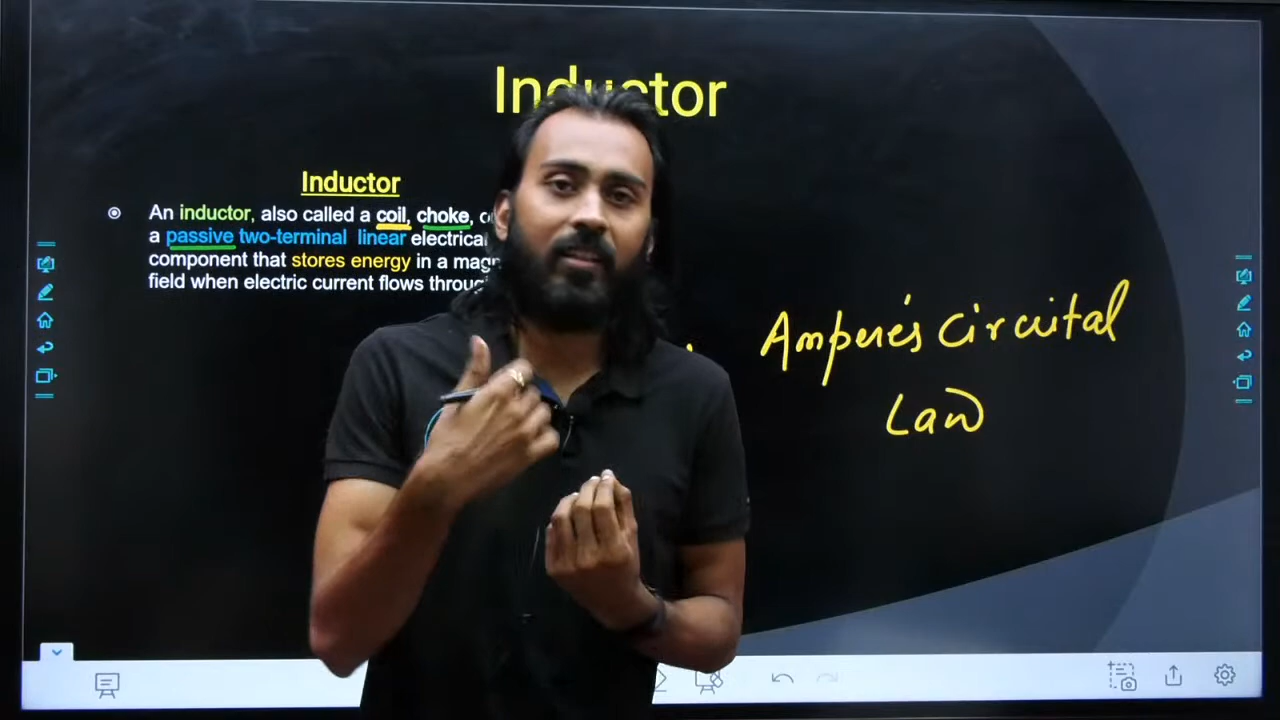 Inductor
Inductor
An inductor, also called a coil, choke,
a passive two-terminal linear
component that stores energy in a
field when electric current flows
Ampere's Circuital
Law